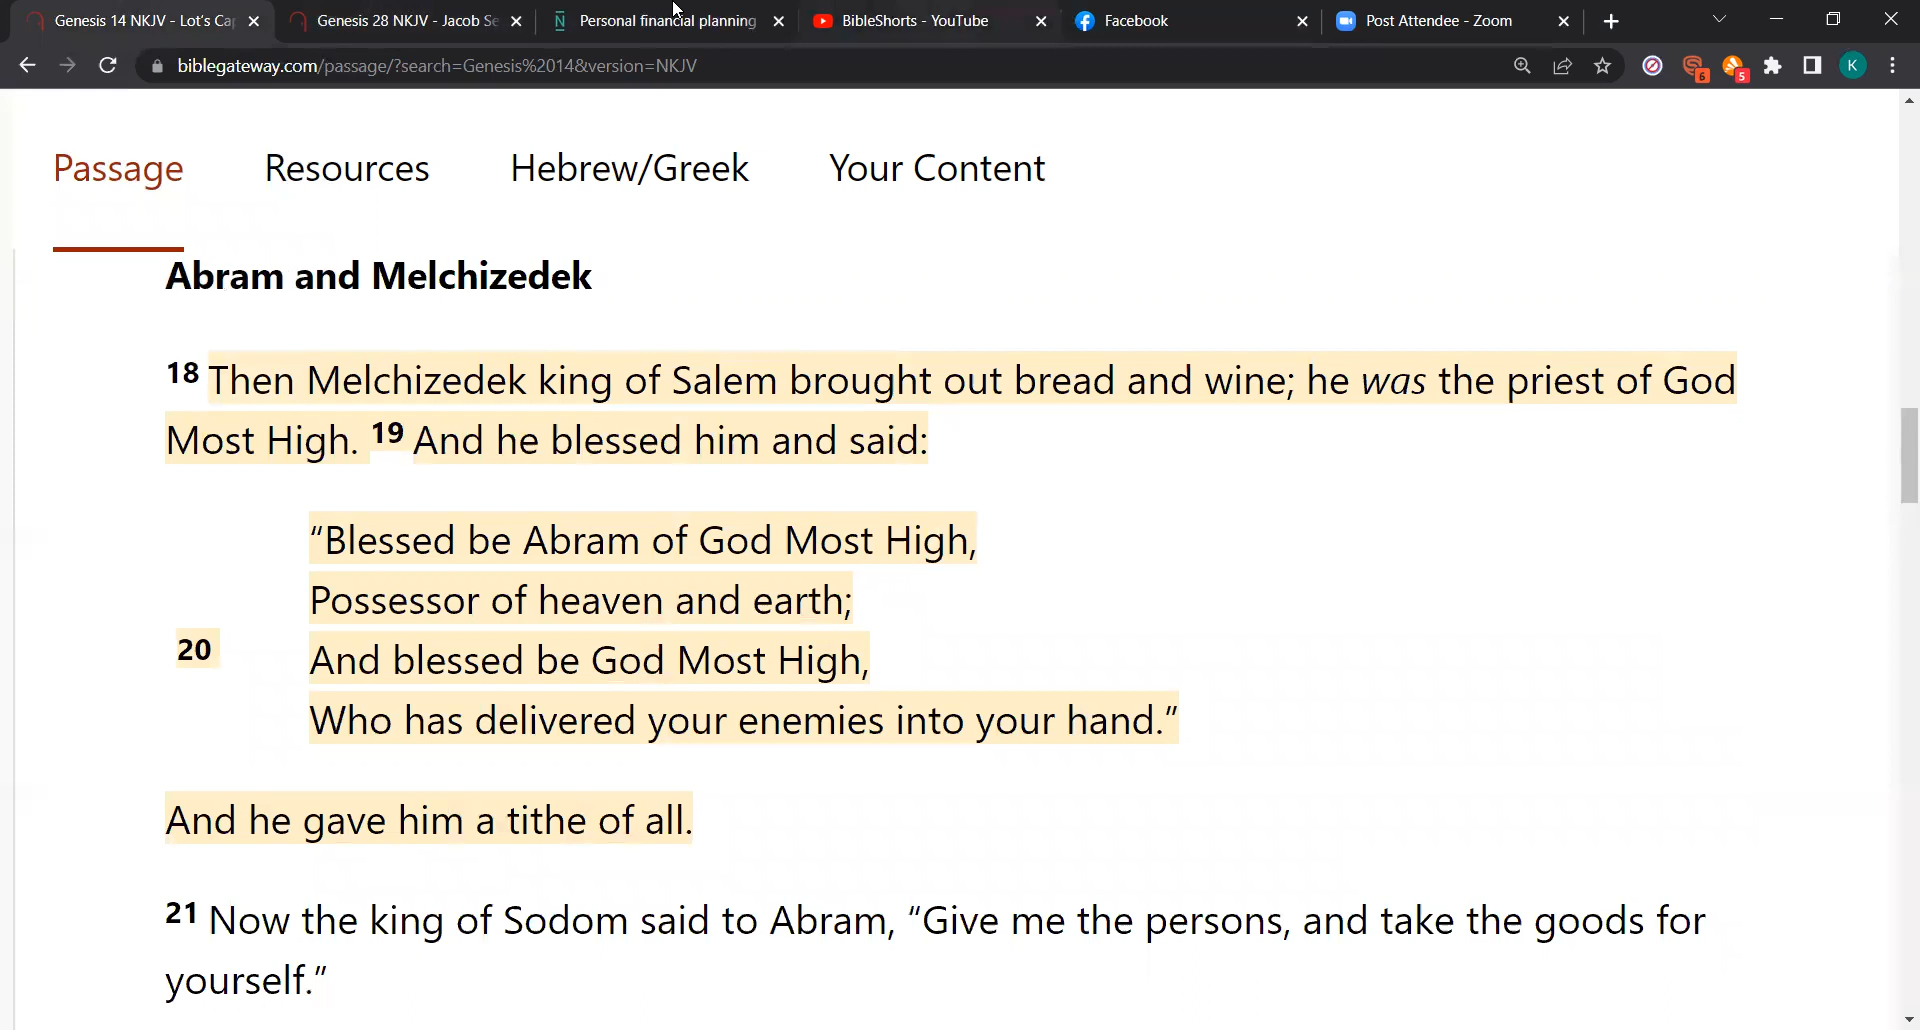 Genesis 14 NKJV - Lot's Ca
Genesis 28 NKJV - Jacob Se
Personal financial planning
BibleShorts - YouTube
Facebook
Post Attendee - Zoom
biblegateway.com/passage/?search=Genesis%2014&version=NKJV
6
5
K
Passage
Resources
Hebrew/Greek
Your Content
Abram and Melchizedek
18 Then Melchizedek king of Salem brought out bread and wine; he was the priest of God
Most High. 19 And he blessed him and said:
“Blessed be Abram of God Most High,
Possessor of heaven and earth;
20 And blessed be God Most High,
Who has delivered your enemies into your hand.”
And he gave him a tithe of all.
21 Now the king of Sodom said to Abram, “Give me the persons, and take the goods for
yourself.”